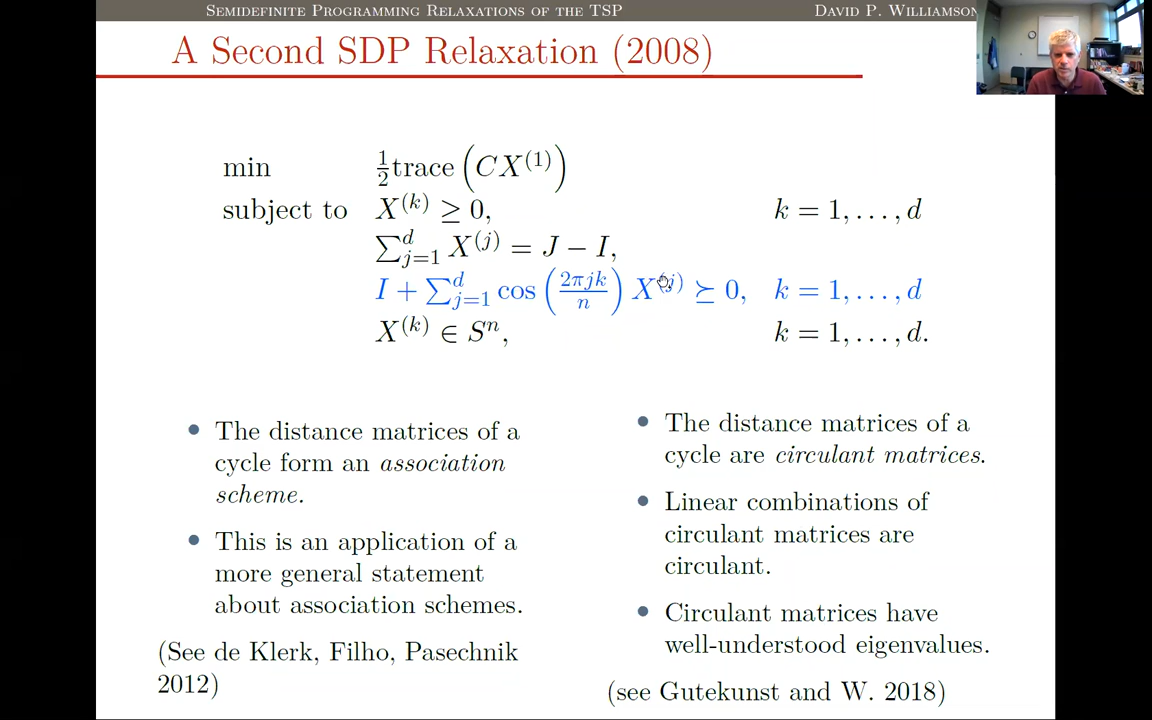 SEMIDEFINITE PROGRAMMING RELAXATIONS OF THE TSP
DAVID P. WILLIAMSON
A Second SDP Relaxation (2008)
min ½trace(CX⁽¹⁾)
subject to X⁽ᵏ⁾ ≥ 0, k = 1, . . . , d
∑ᵈⱼ₌₁ X⁽ʲ⁾ = J − I,
I + ∑ᵈⱼ₌₁ cos(2πjk/n) X⁽ʲ⁾ ⪰ 0, k = 1, . . . , d
X⁽ᵏ⁾ ∈ Sⁿ, k = 1, . . . , d.
• The distance matrices of a
cycle form an association
scheme.
• This is an application of a
more general statement
about association schemes.
(See de Klerk, Filho, Pasechnik
2012)
• The distance matrices of a
cycle are circulant matrices.
• Linear combinations of
circulant matrices are
circulant.
• Circulant matrices have
well-understood eigenvalues.
(see Gutekunst and W. 2018)